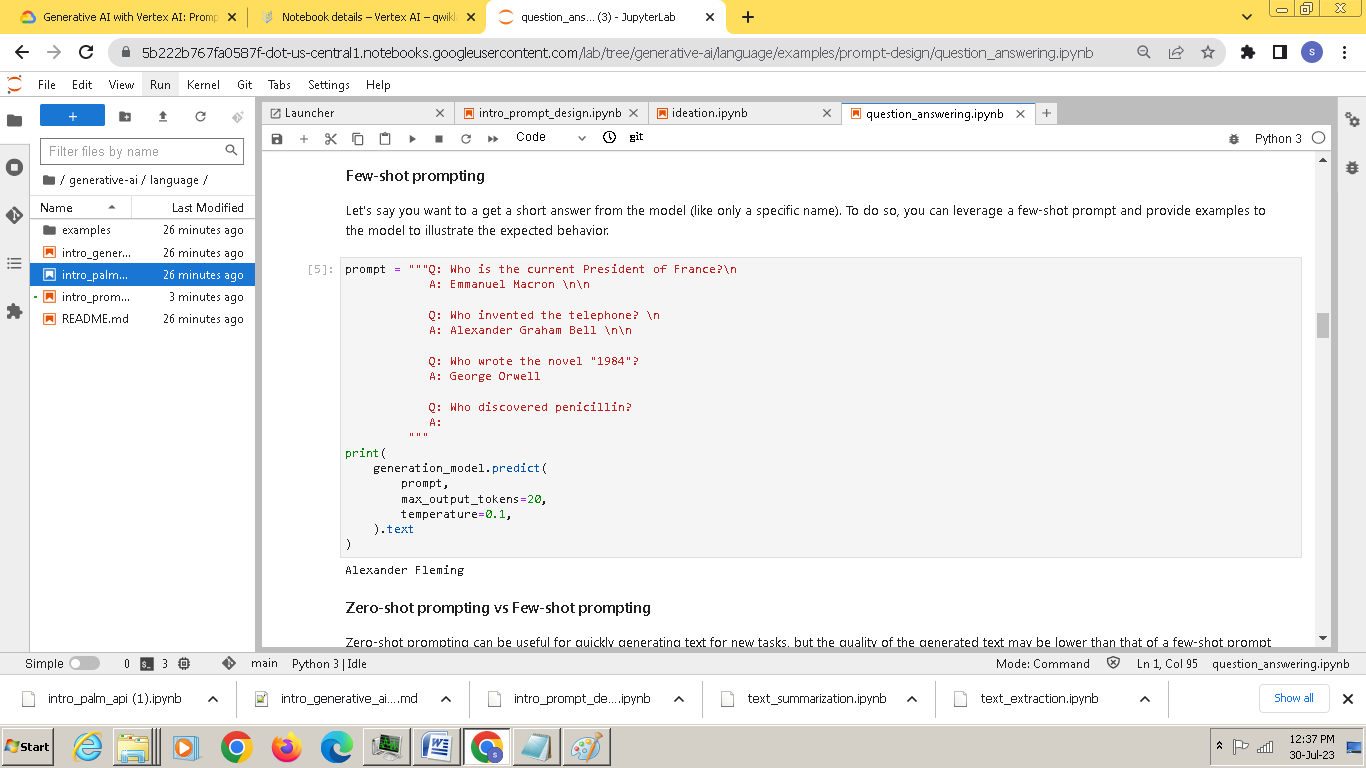 Generative AI with Vertex AI: Promp
Notebook details – Vertex AI – qwikl
question_ans... (3) - JupyterLab
5b222b767fa0587f-dot-us-central1.notebooks.googleusercontent.com/lab/tree/generative-ai/language/examples/prompt-design/question_answering.ipynb
S
File Edit View Run Kernel Git Tabs Settings Help
Launcher
intro_prompt_design.ipynb
ideation.ipynb
question_answering.ipynb
Code
git
Python 3
Filter files by name
/ generative-ai / language /
Name Last Modified
examples 26 minutes ago
intro_gener... 26 minutes ago
intro_palm... 26 minutes ago
intro_prom... 3 minutes ago
README.md 26 minutes ago
Few-shot prompting
Let's say you want to a get a short answer from the model (like only a specific name). To do so, you can leverage a few-shot prompt and provide examples to
the model to illustrate the expected behavior.
[5]: prompt = """Q: Who is the current President of France?\n
A: Emmanuel Macron \n\n
Q: Who invented the telephone? \n
A: Alexander Graham Bell \n\n
Q: Who wrote the novel "1984"?
A: George Orwell
Q: Who discovered penicillin?
A:
"""
print(
generation_model.predict(
prompt,
max_output_tokens=20,
temperature=0.1,
).text
)
Alexander Fleming
Zero-shot prompting vs Few-shot prompting
Zero-shot prompting can be useful for quickly generating text for new tasks, but the quality of the generated text may be lower than that of a few-shot prompt
Simple 0 3 main Python 3 | Idle Mode: Command Ln 1, Col 95 question_answering.ipynb
intro_palm_api (1).ipynb
intro_generative_ai....md
intro_prompt_de....ipynb
text_summarization.ipynb
text_extraction.ipynb
Show all
Start
12:37 PM
30-Jul-23